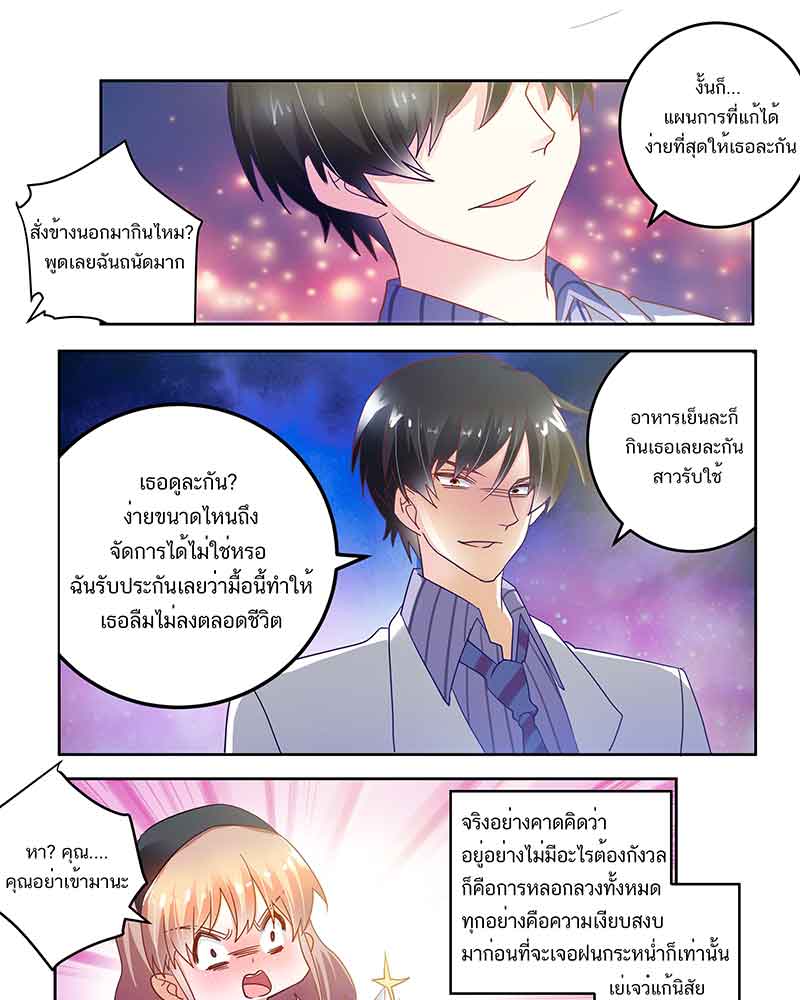 งั้นก็...
แผนการที่แก้ได้
ง่ายที่สุดให้เธอละกัน
สั่งข้างนอกมากินไหม?
พูดเลยฉันถนัดมาก
อาหารเย็นละก็
กินเธอเลยละกัน
สาวรับใช้
เธอดูละกัน?
ง่ายขนาดไหนถึง
จัดการได้ไม่ใช่หรอ
ฉันรับประกันเลยว่ามื้อนี้ทำให้
เธอลืมไม่ลงตลอดชีวิต
หา? คุณ....
คุณอย่าเข้ามานะ
จริงอย่างคาดคิดว่า
อยู่อย่างไม่มีอะไรต้องกังวล
ก็คือการหลอกลวงทั้งหมด
ทุกอย่างคือความเงียบสงบ
มาก่อนที่จะเจอฝนกระหน่ำก็เท่านั้น
เย่เจว๋แก้นิสัย